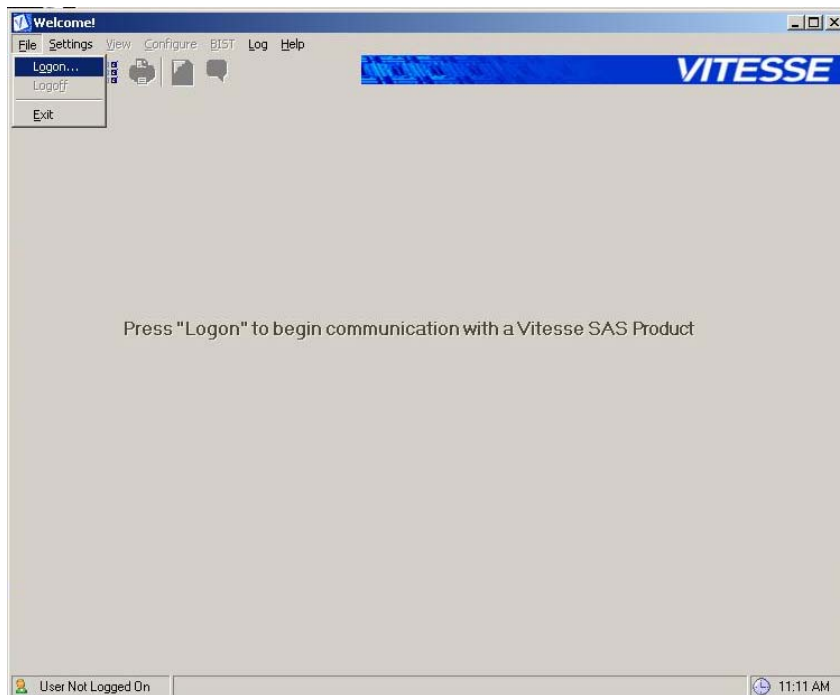 Welcome!
File Settings View Configure BIST Log Help
Logon...
Logoff
Exit
VITESSE
Press "Logon" to begin communication with a Vitesse SAS Product
User Not Logged On
11:11 AM